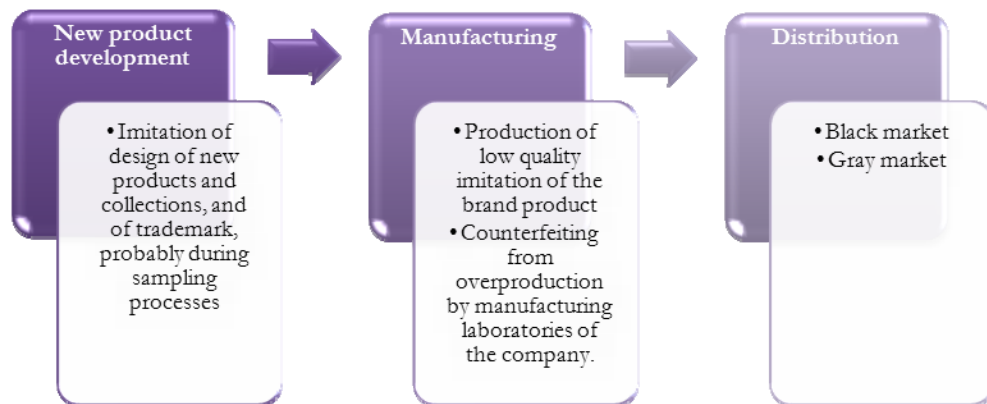 New product
development
• Imitation of
design of new
products and
collections, and
of trademark,
probably during
sampling
processes
Manufacturing
• Production of
low quality
imitation of the
brand product
• Counterfeiting
from
overproduction
by manufacturing
laboratories of
the company.
Distribution
• Black market
• Gray market